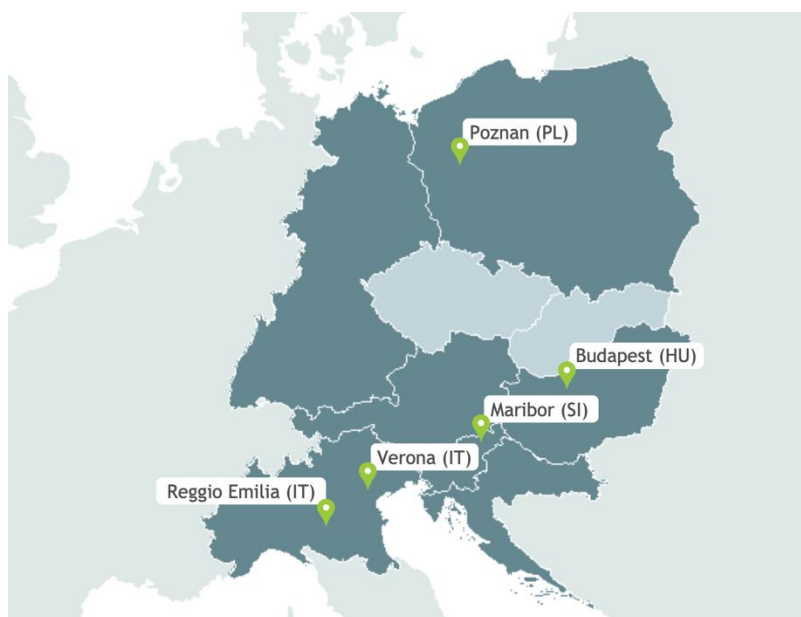 Poznan (PL)
Budapest (HU)
Maribor (SI)
Verona (IT)
Reggio Emilia (IT)